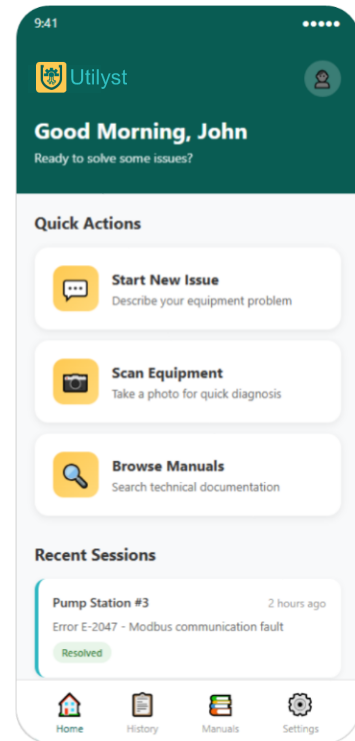 9:41
Utilyst
Good Morning, John
Ready to solve some issues?
Quick Actions
Start New Issue
Describe your equipment problem
Scan Equipment
Take a photo for quick diagnosis
Browse Manuals
Search technical documentation
Recent Sessions
Pump Station #3 2 hours ago
Error E-2047 - Modbus communication fault
Resolved
Home History Manuals Settings